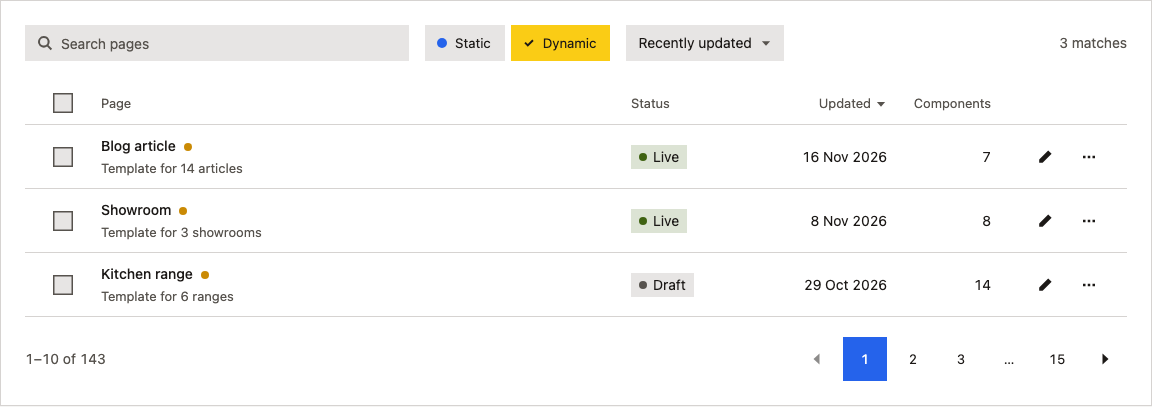 Search pages
Static
Dynamic
Recently updated
3 matches
Page Status Updated Components
Blog article
Template for 14 articles
Live 16 Nov 2026 7
Showroom
Template for 3 showrooms
Live 8 Nov 2026 8
Kitchen range
Template for 6 ranges
Draft 29 Oct 2026 14
1–10 of 143
1 2 3 ... 15